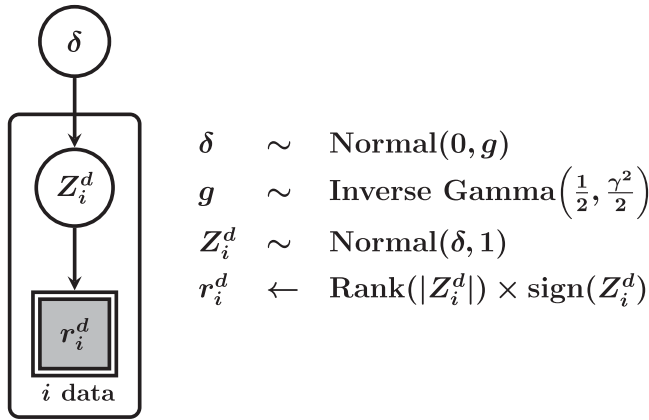 δ
Z_i^d
r_i^d
i data
δ ∼ Normal(0, g)
g ∼ Inverse Gamma(1/2, γ²/2)
Z_i^d ∼ Normal(δ, 1)
r_i^d ← Rank(|Z_i^d|) × sign(Z_i^d)